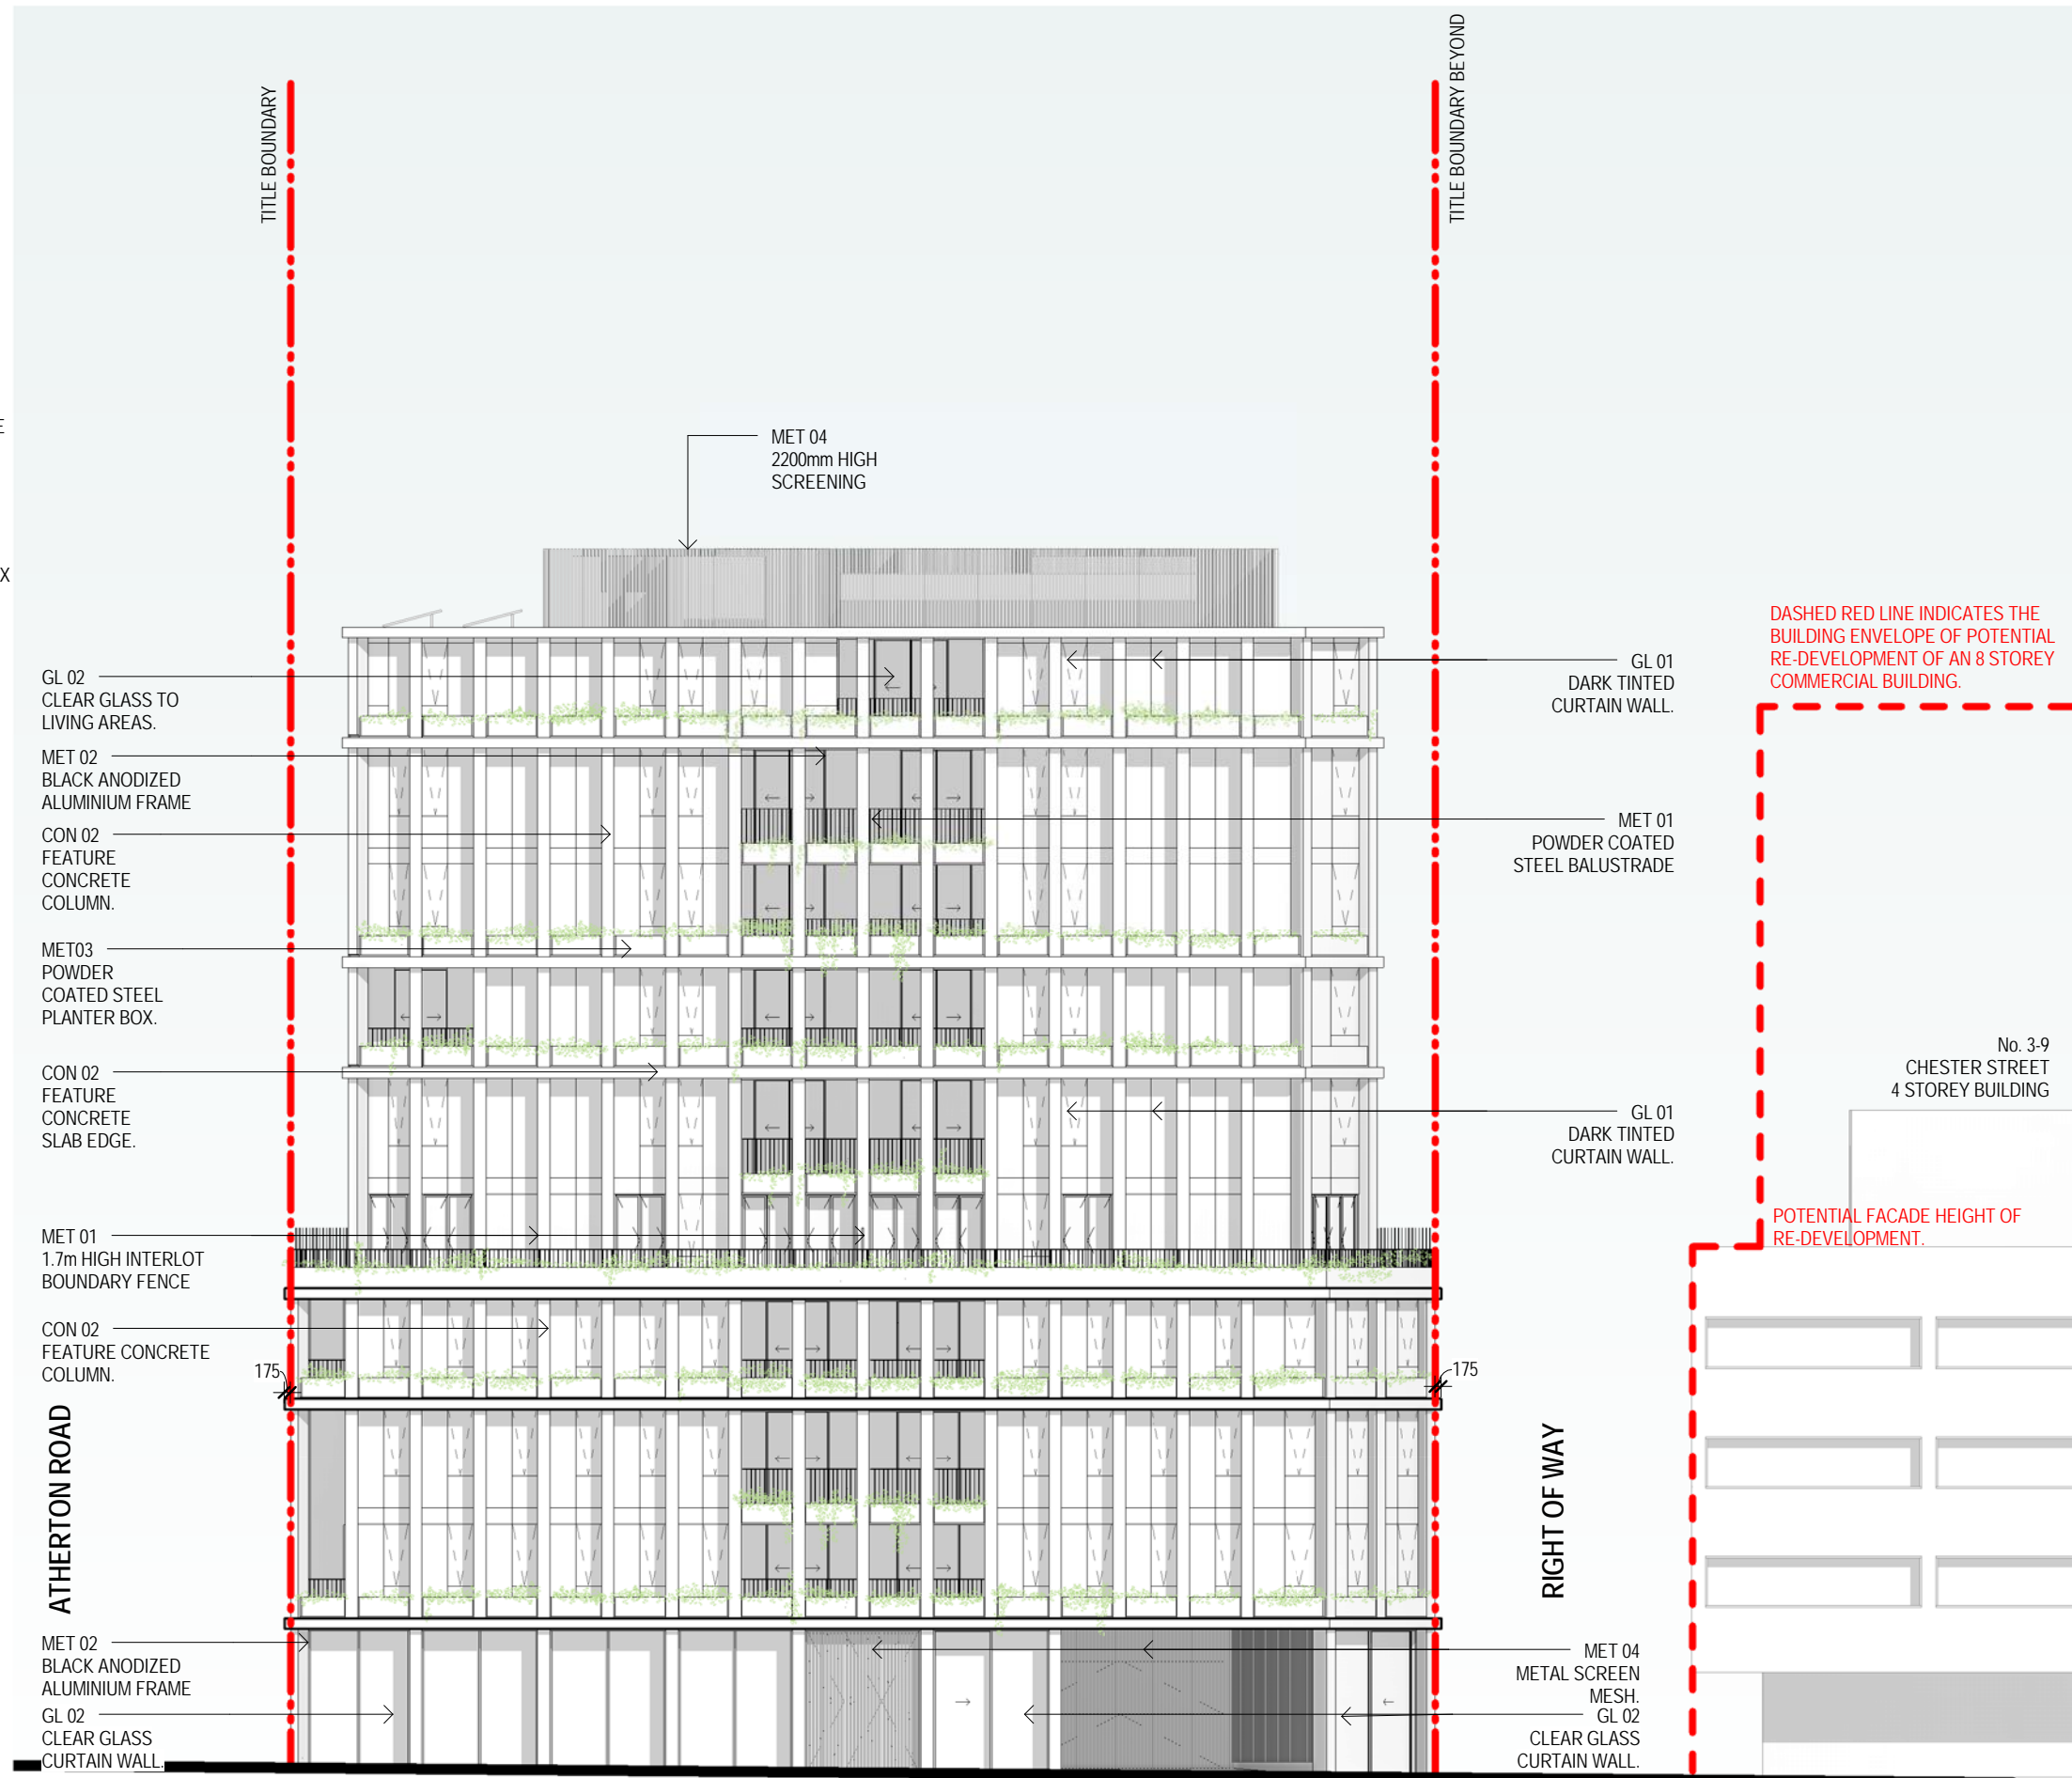 TITLE BOUNDARY
TITLE BOUNDARY BEYOND
E
X
MET 04
2200mm HIGH
SCREENING
GL 02
CLEAR GLASS TO
LIVING AREAS.
MET 02
BLACK ANODIZED
ALUMINIUM FRAME
CON 02
FEATURE
CONCRETE
COLUMN.
MET03
POWDER
COATED STEEL
PLANTER BOX.
CON 02
FEATURE
CONCRETE
SLAB EDGE.
MET 01
1.7m HIGH INTERLOT
BOUNDARY FENCE
CON 02
FEATURE CONCRETE
COLUMN.
175
ATHERTON ROAD
MET 02
BLACK ANODIZED
ALUMINIUM FRAME
GL 02
CLEAR GLASS
CURTAIN WALL.
GL 01
DARK TINTED
CURTAIN WALL.
MET 01
POWDER COATED
STEEL BALUSTRADE
GL 01
DARK TINTED
CURTAIN WALL.
175
RIGHT OF WAY
MET 04
METAL SCREEN
MESH.
GL 02
CLEAR GLASS
CURTAIN WALL.
DASHED RED LINE INDICATES THE
BUILDING ENVELOPE OF POTENTIAL
RE-DEVELOPMENT OF AN 8 STOREY
COMMERCIAL BUILDING.
No. 3-9
CHESTER STREET
4 STOREY BUILDING
POTENTIAL FACADE HEIGHT OF
RE-DEVELOPMENT.